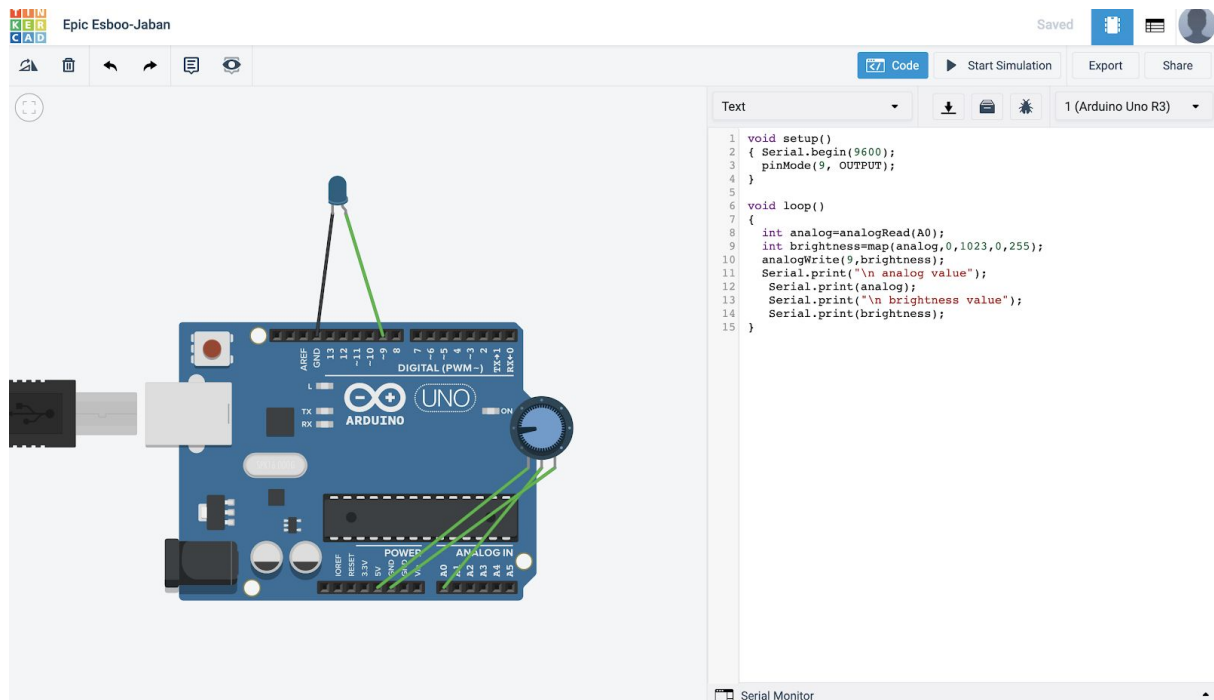 TIN
KER
CAD
Epic Esboo-Jaban
Saved
Code
Start Simulation
Export
Share
Text
1 (Arduino Uno R3)
1 void setup()
2 { Serial.begin(9600);
3 pinMode(9, OUTPUT);
4 }
5
6 void loop()
7 {
8 int analog=analogRead(A0);
9 int brightness=map(analog,0,1023,0,255);
10 analogWrite(9,brightness);
11 Serial.print("\n analog value");
12 Serial.print(analog);
13 Serial.print("\n brightness value");
14 Serial.print(brightness);
15 }
AREF
GND
13
12
~11
~10
~9
8
7
~6
~5
4
~3
2
TX→1
RX←0
DIGITAL (PWM~)
L
TX
RX
ARDUINO
UNO
ON
POWER
ANALOG IN
IOREF
RESET
3.3V
5V
GND
GND
A0
A1
A2
A3
A4
A5
Serial Monitor